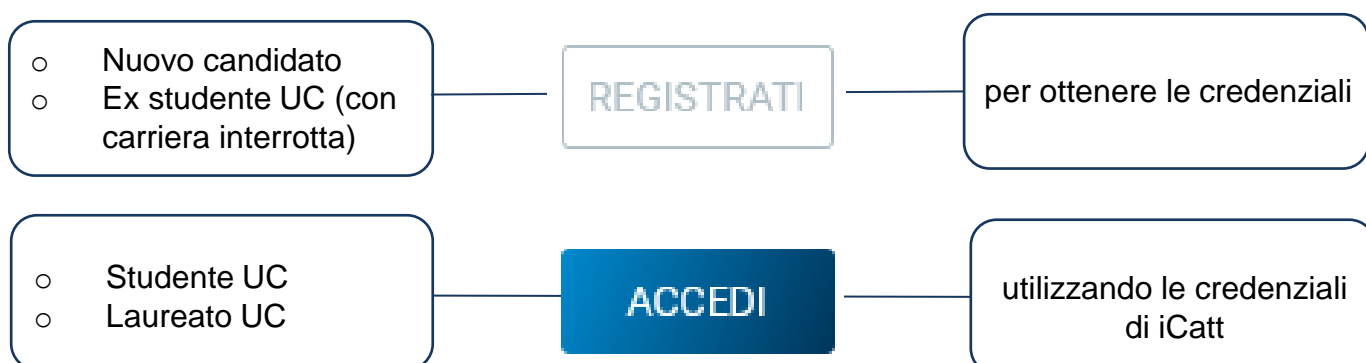 o Nuovo candidato
o Ex studente UC (con
carriera interrotta)
REGISTRATI
per ottenere le credenziali
o Studente UC
o Laureato UC
ACCEDI
utilizzando le credenziali
di iCatt